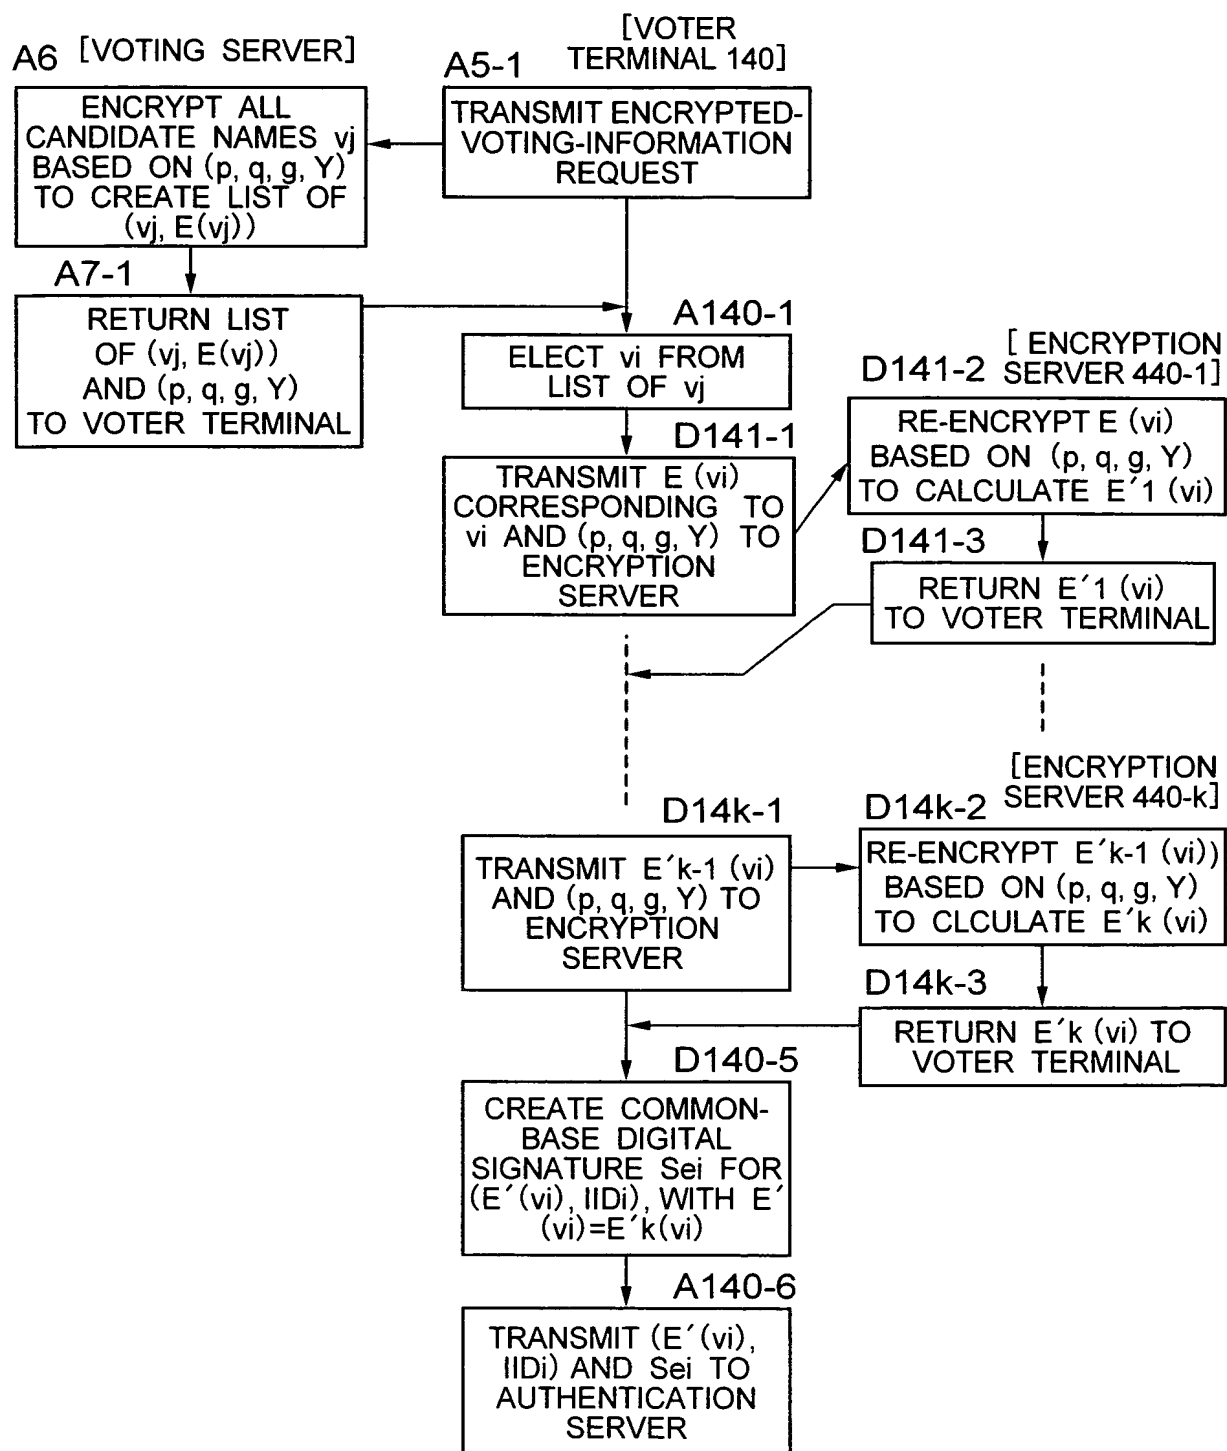 A6 [VOTING SERVER]
[VOTER
TERMINAL 140]
A5-1
ENCRYPT ALL
CANDIDATE NAMES vj
BASED ON (p, q, g, Y)
TO CREATE LIST OF
(vj, E(vj))
TRANSMIT ENCRYPTED-
VOTING-INFORMATION
REQUEST
A7-1
RETURN LIST
OF (vj, E(vj))
AND (p, q, g, Y)
TO VOTER TERMINAL
A140-1
ELECT vi FROM
LIST OF vj
D141-1
TRANSMIT E (vi)
CORRESPONDING TO
vi AND (p, q, g, Y) TO
ENCRYPTION
SERVER
[ ENCRYPTION
SERVER 440-1]
D141-2
RE-ENCRYPT E (vi)
BASED ON (p, q, g, Y)
TO CALCULATE E′1 (vi)
D141-3
RETURN E′1 (vi)
TO VOTER TERMINAL
[ENCRYPTION
SERVER 440-k]
D14k-1
TRANSMIT E′k-1 (vi)
AND (p, q, g, Y) TO
ENCRYPTION
SERVER
D14k-2
RE-ENCRYPT E′k-1 (vi))
BASED ON (p, q, g, Y)
TO CLCULATE E′k (vi)
D14k-3
RETURN E′k (vi) TO
VOTER TERMINAL
D140-5
CREATE COMMON-
BASE DIGITAL
SIGNATURE Sei FOR
(E′(vi), IIDi), WITH E′
(vi)=E′k(vi)
A140-6
TRANSMIT (E′(vi),
IIDi) AND Sei TO
AUTHENTICATION
SERVER